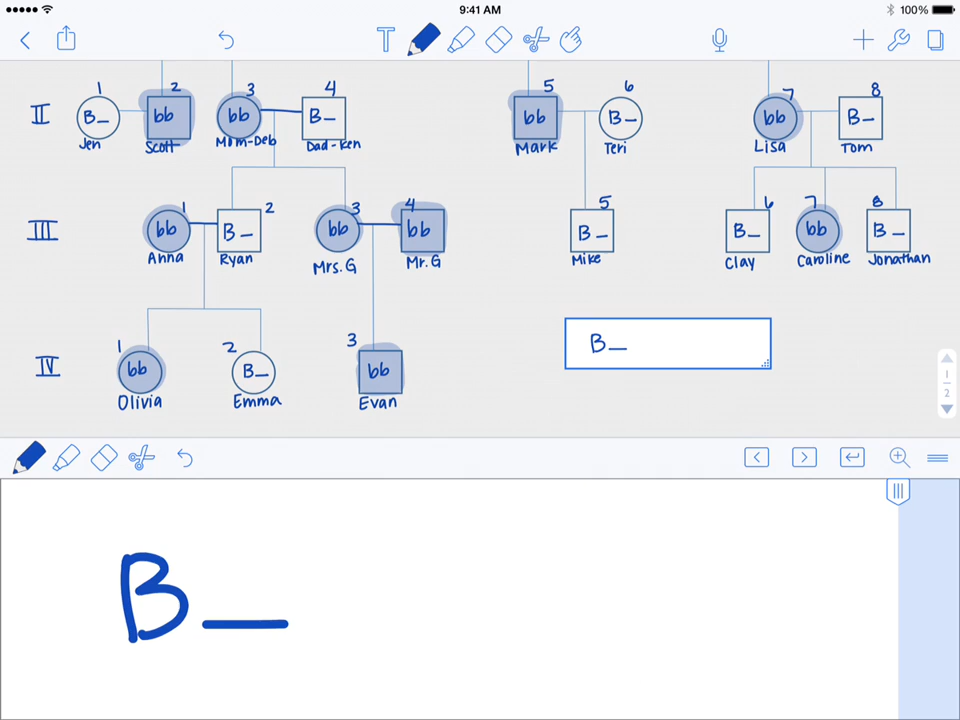 9:41 AM
100%
T
1 2 3 4 5 6 7 8
II B_ bb bb B_ bb B_ bb B_
Jen Scott Mom-Deb Dad-Ken Mark Teri Lisa Tom
1 2 3 4 5 6 7 8
III bb B_ bb bb B_ B_ bb B_
Anna Ryan Mrs. G Mr. G Mike Clay Caroline Jonathan
B_
1 2 3
IV bb B_ bb
Olivia Emma Evan
1
2
B_